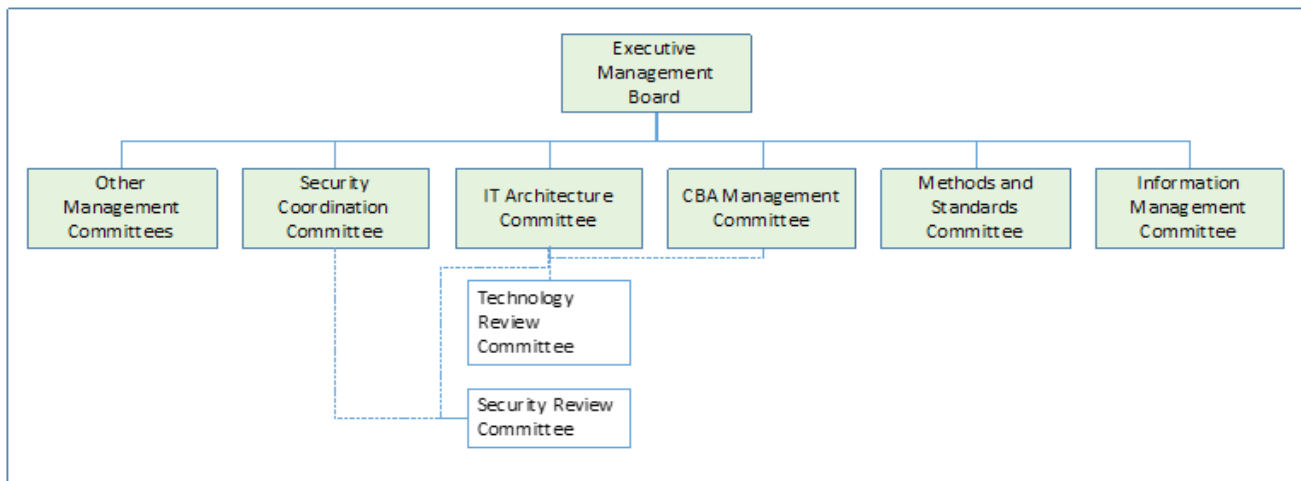 Executive
Management
Board
Other
Management
Committees
Security
Coordination
Committee
IT Architecture
Committee
CBA Management
Committee
Methods and
Standards
Committee
Information
Management
Committee
Technology
Review
Committee
Security Review
Committee